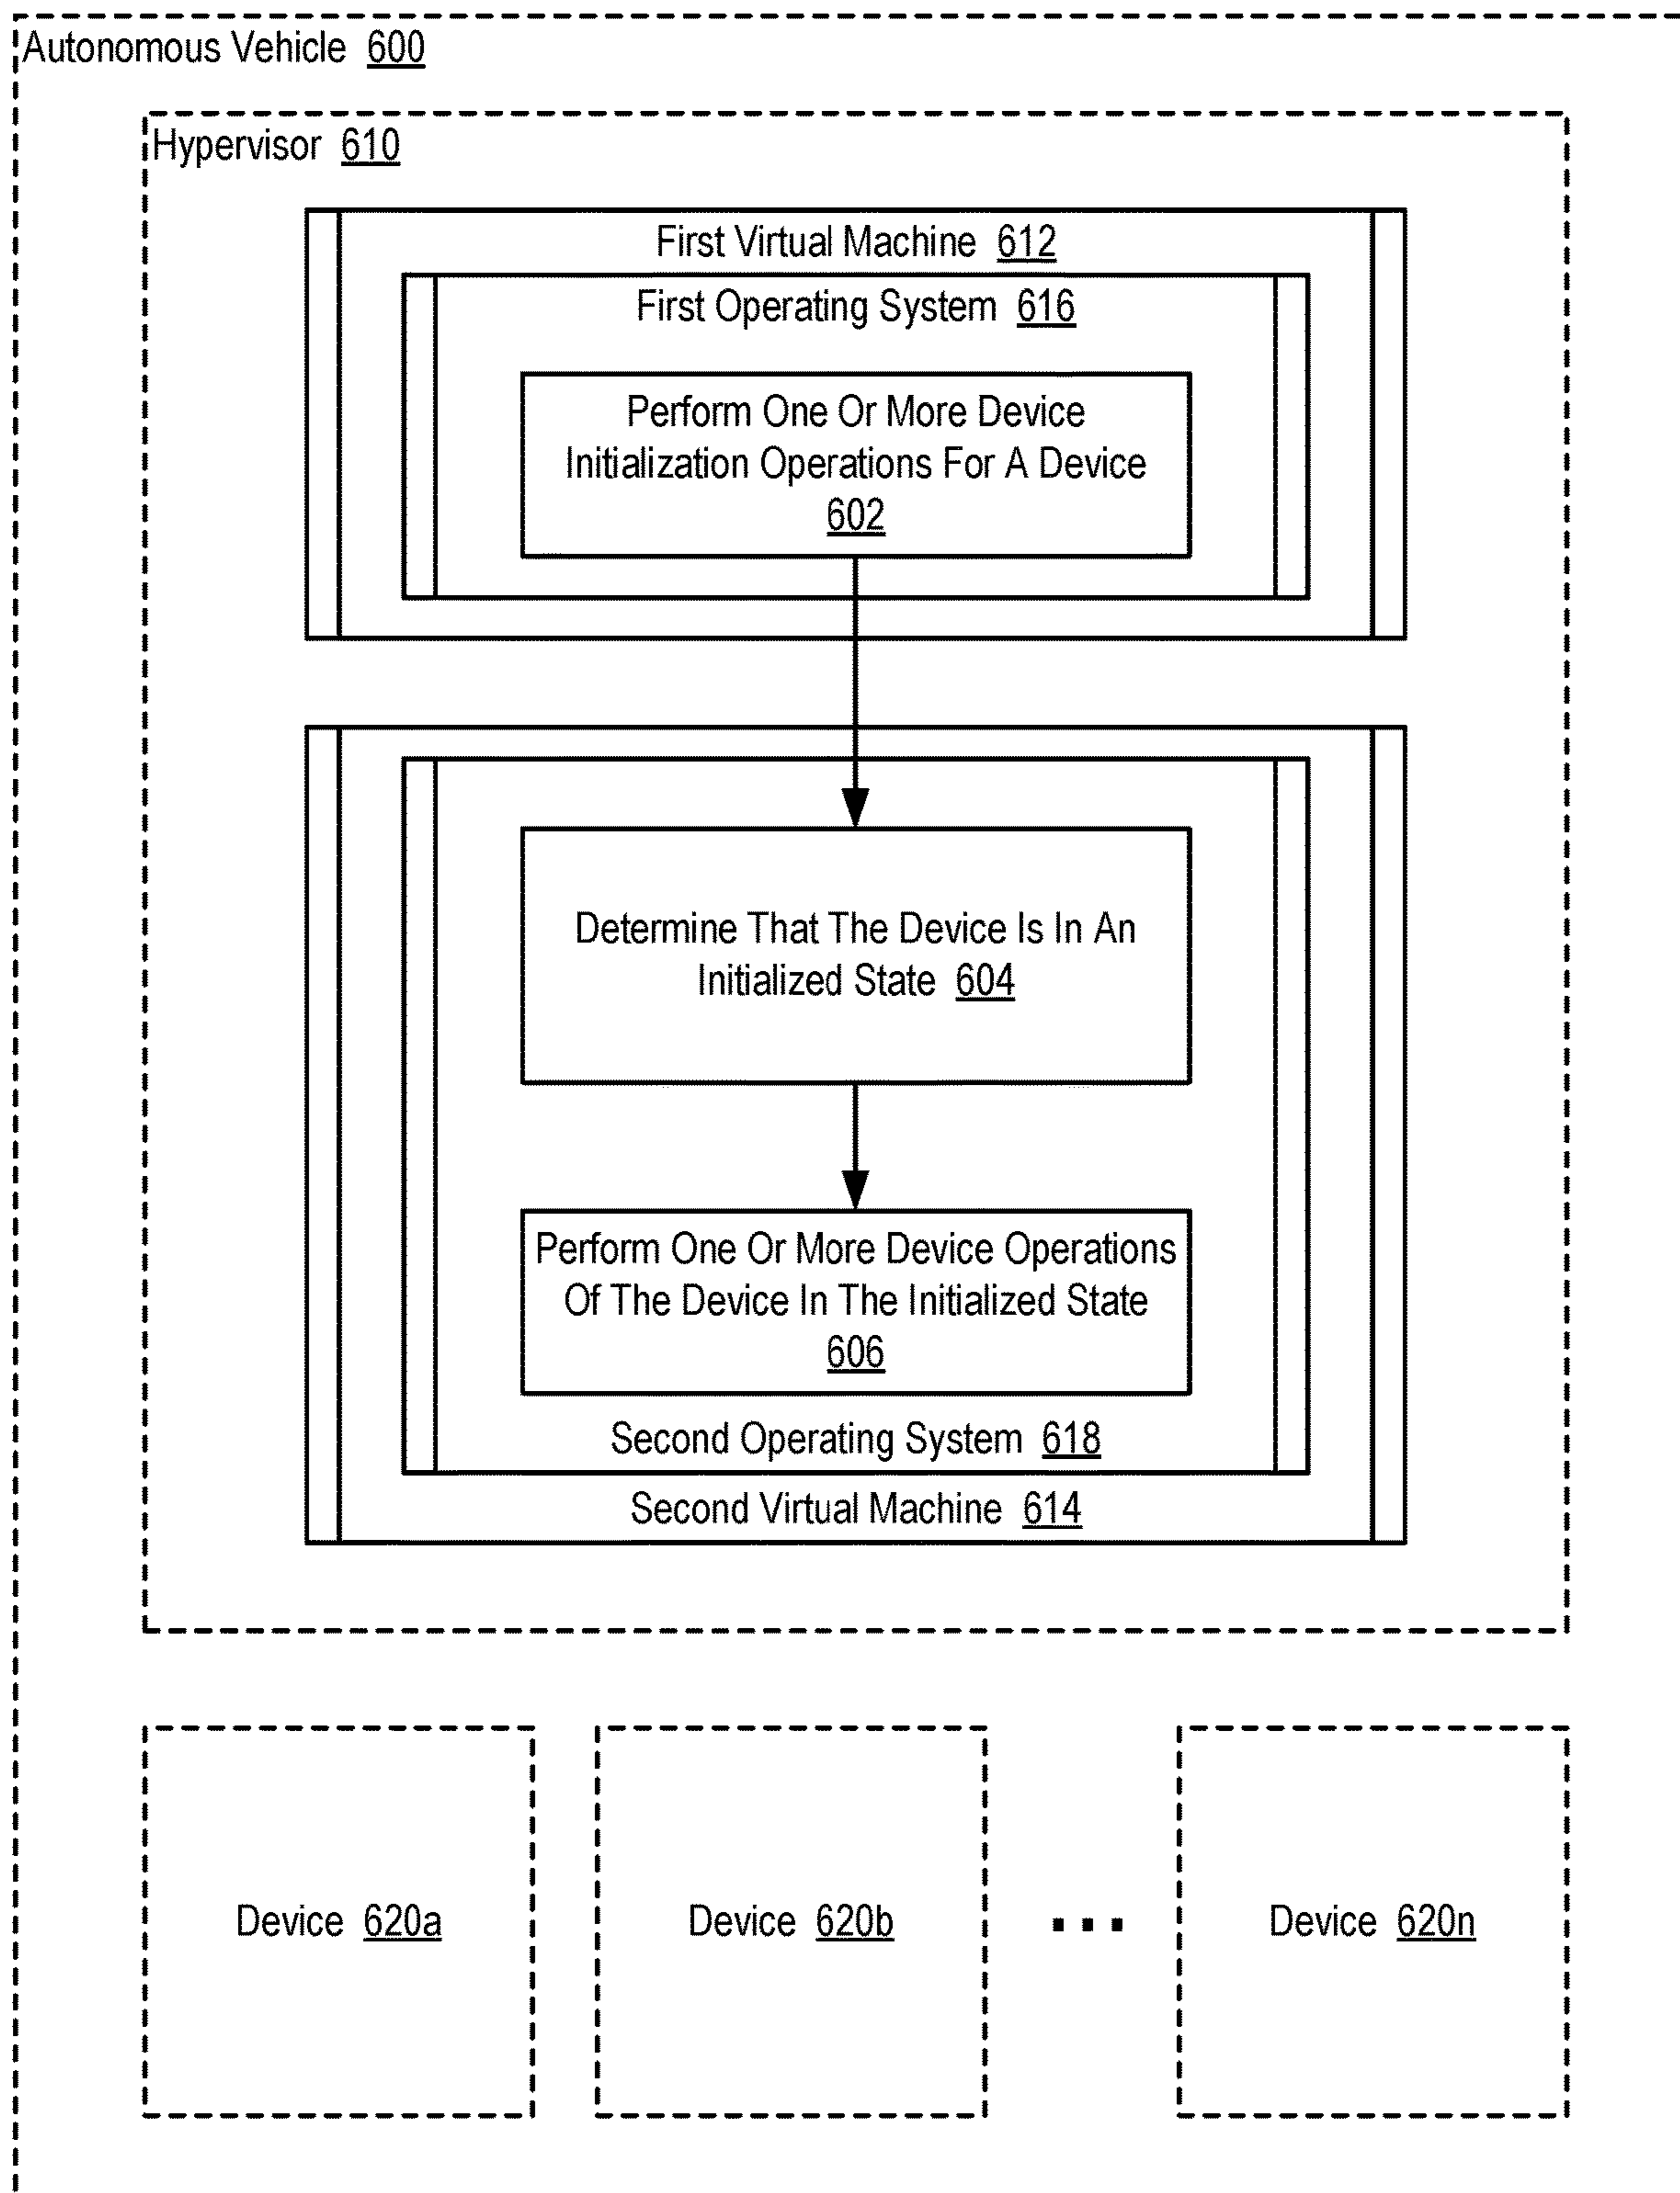 Autonomous Vehicle 600
Hypervisor 610
First Virtual Machine 612
First Operating System 616
Perform One Or More Device
Initialization Operations For A Device
602
Determine That The Device Is In An
Initialized State 604
Perform One Or More Device Operations
Of The Device In The Initialized State
606
Second Operating System 618
Second Virtual Machine 614
Device 620a
Device 620b
Device 620n